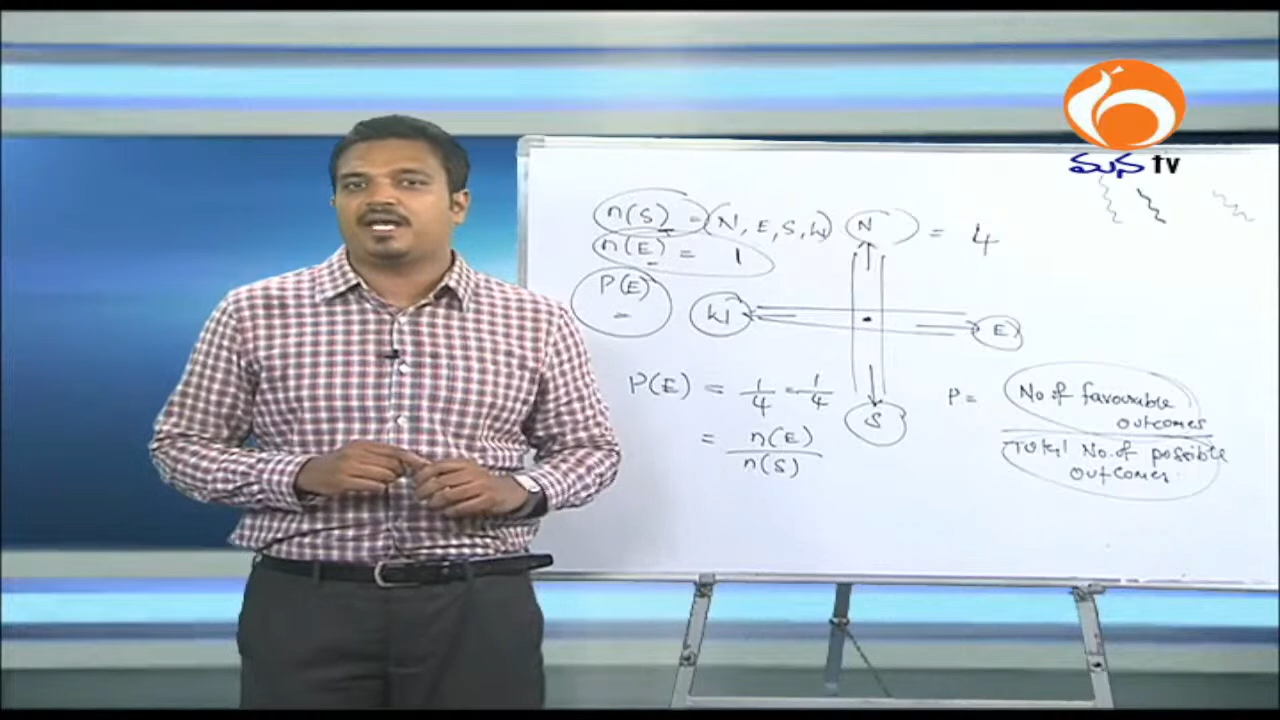 మన tv
n(S) = (N, E, S, W) N = 4
n(E) = 1
P(E)
=
W
E
P(E) = 1/4 = 1/4
S
= n(E)/n(S)
P = No. of favourable
outcomes
Total No. of possible
outcomes